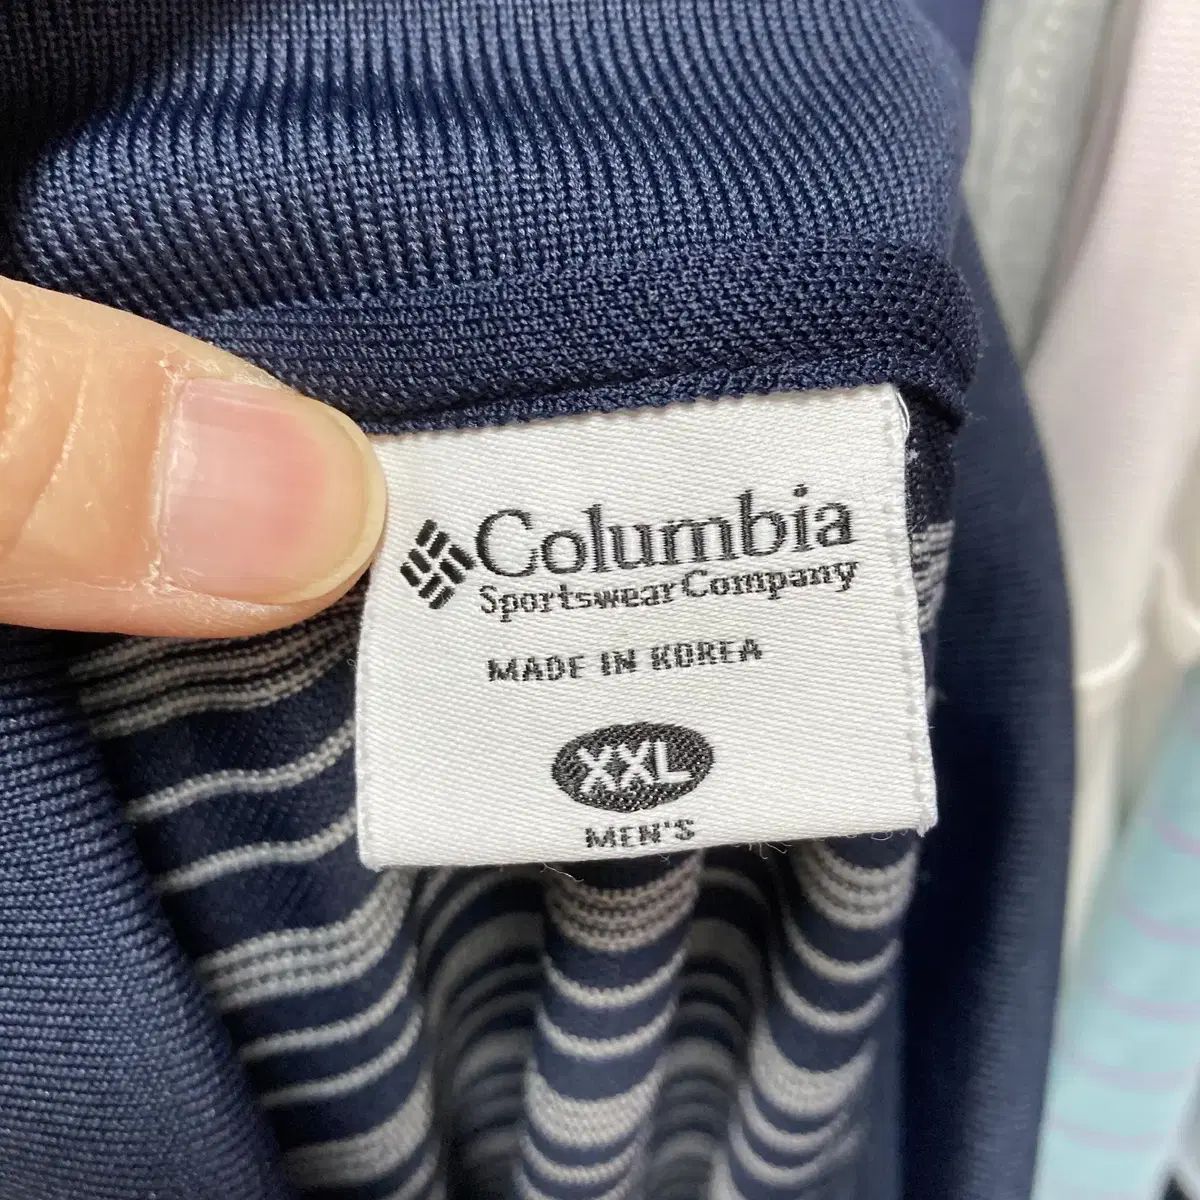 Columbia
Sportswear Company
MADE IN KOREA
XXL
MEN'S